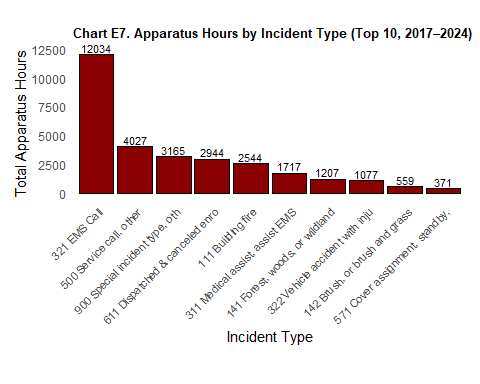 Chart E7. Apparatus Hours by Incident Type (Top 10, 2017–2024)
Total Apparatus Hours
12500
10000
7500
5000
2500
0
12034
4027
3165
2944
2544
1717
1207
1077
559
371
321 EMS Call
500 Service call, other
900 Special incident type, oth
611 Dispatched & canceled enro
111 Building fire
311 Medical assist, assist EMS
141 Forest, woods, or wildland
322 Vehicle accident with inju
142 Brush, or brush and grass
571 Cover assignment, standby,
Incident Type